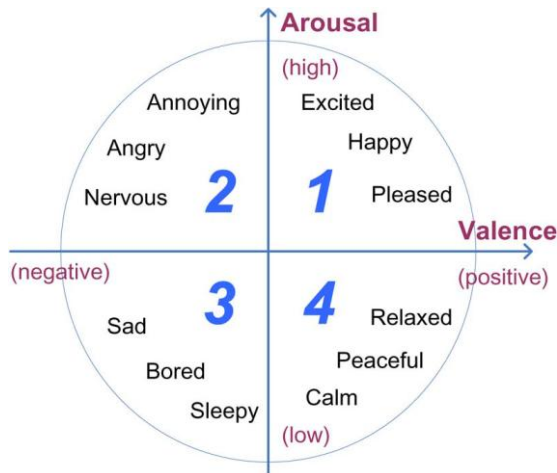 Arousal
(high)
Annoying
Excited
Angry
Happy
Nervous
2
1
Pleased
Valence
(negative)
(positive)
3
4
Sad
Relaxed
Bored
Peaceful
Sleepy
Calm
(low)